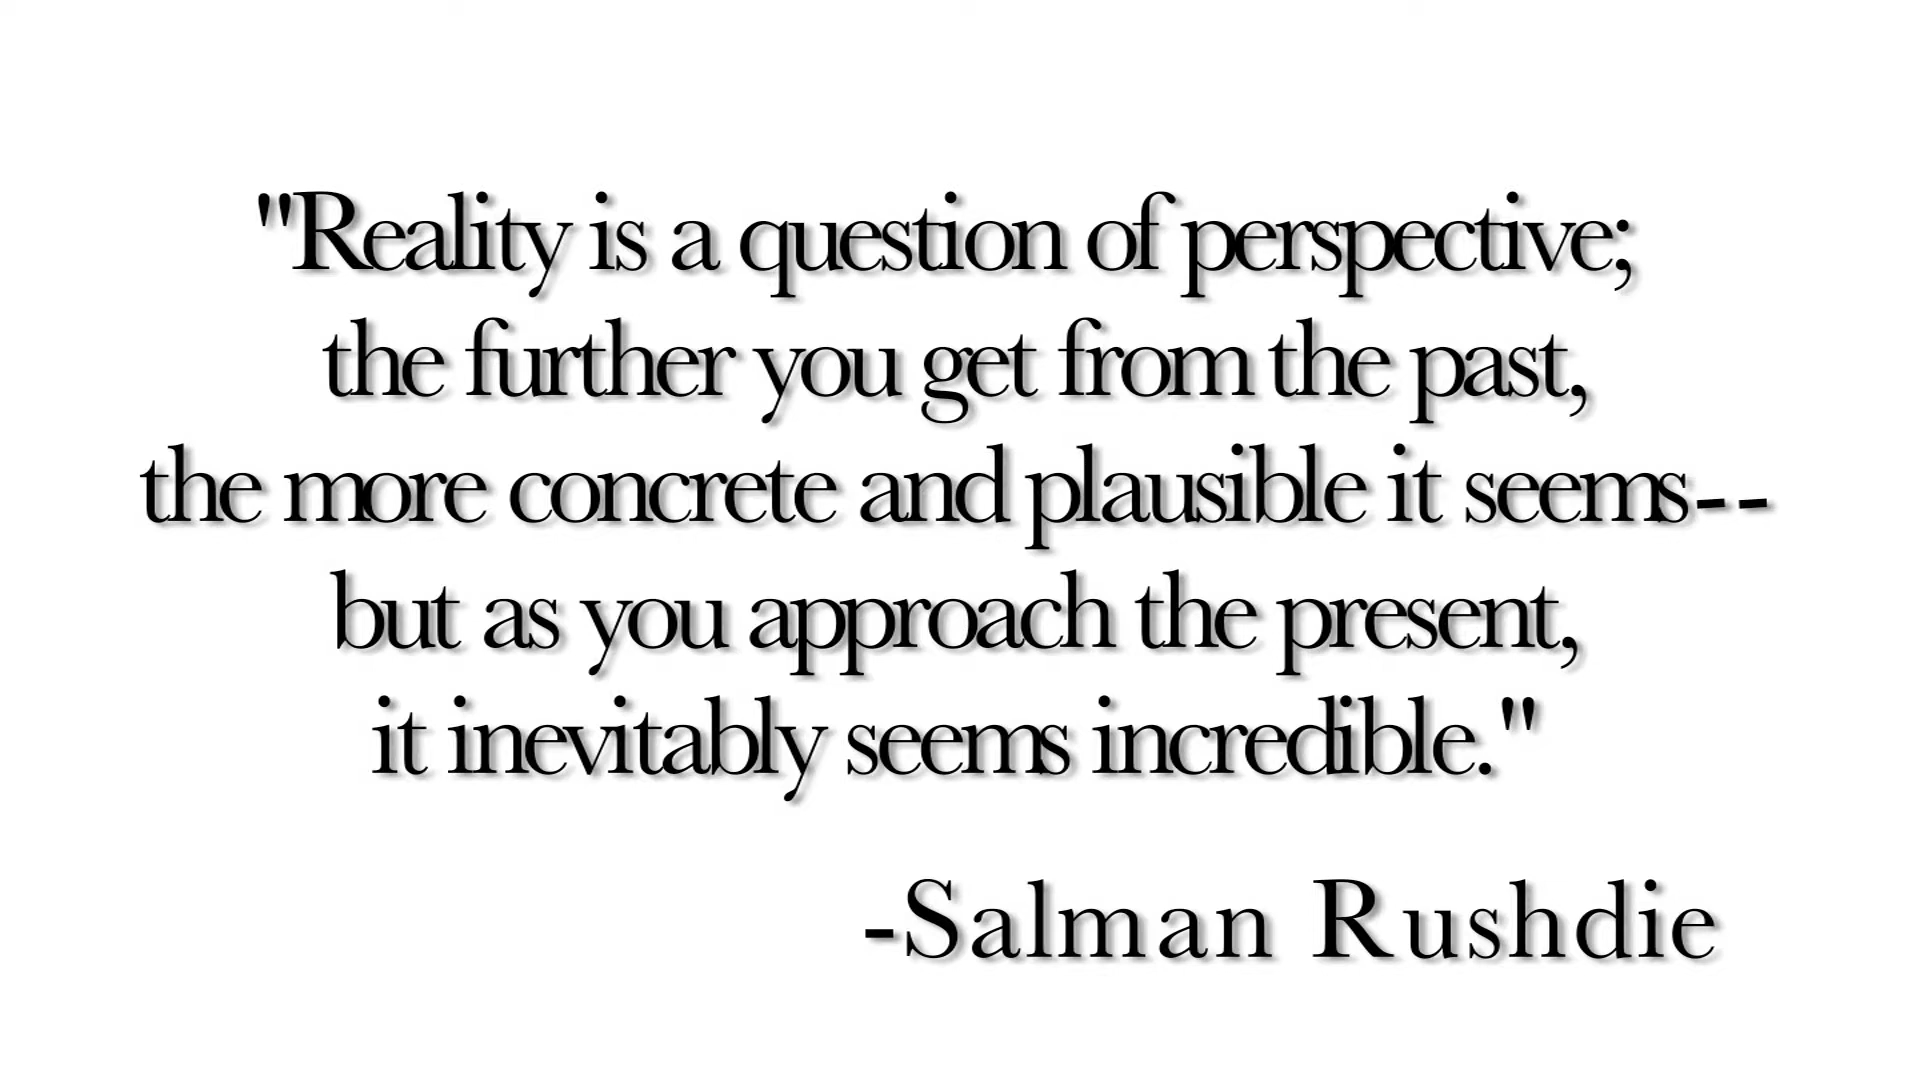 "Reality is a question of perspective;
the further you get from the past,
the more concrete and plausible it seems--
but as you approach the present,
it inevitably seems incredible."
-Salman Rushdie